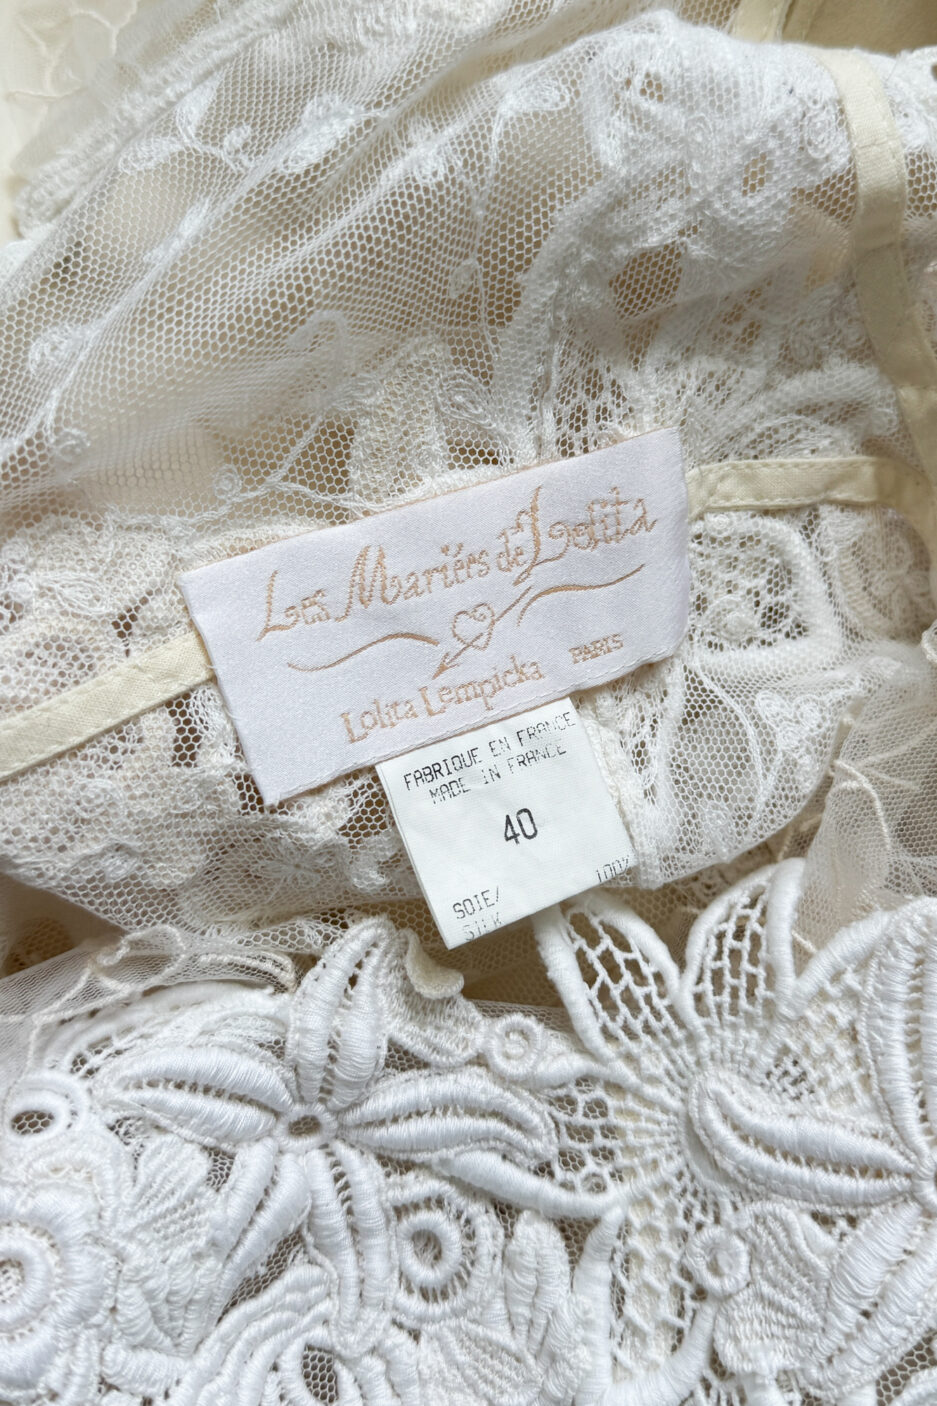 Les Mariées de Lolita
Lolita Lempicka PARIS
FABRIQUE EN FRANCE
MADE IN FRANCE
40
SOIE/ 100%
SILK